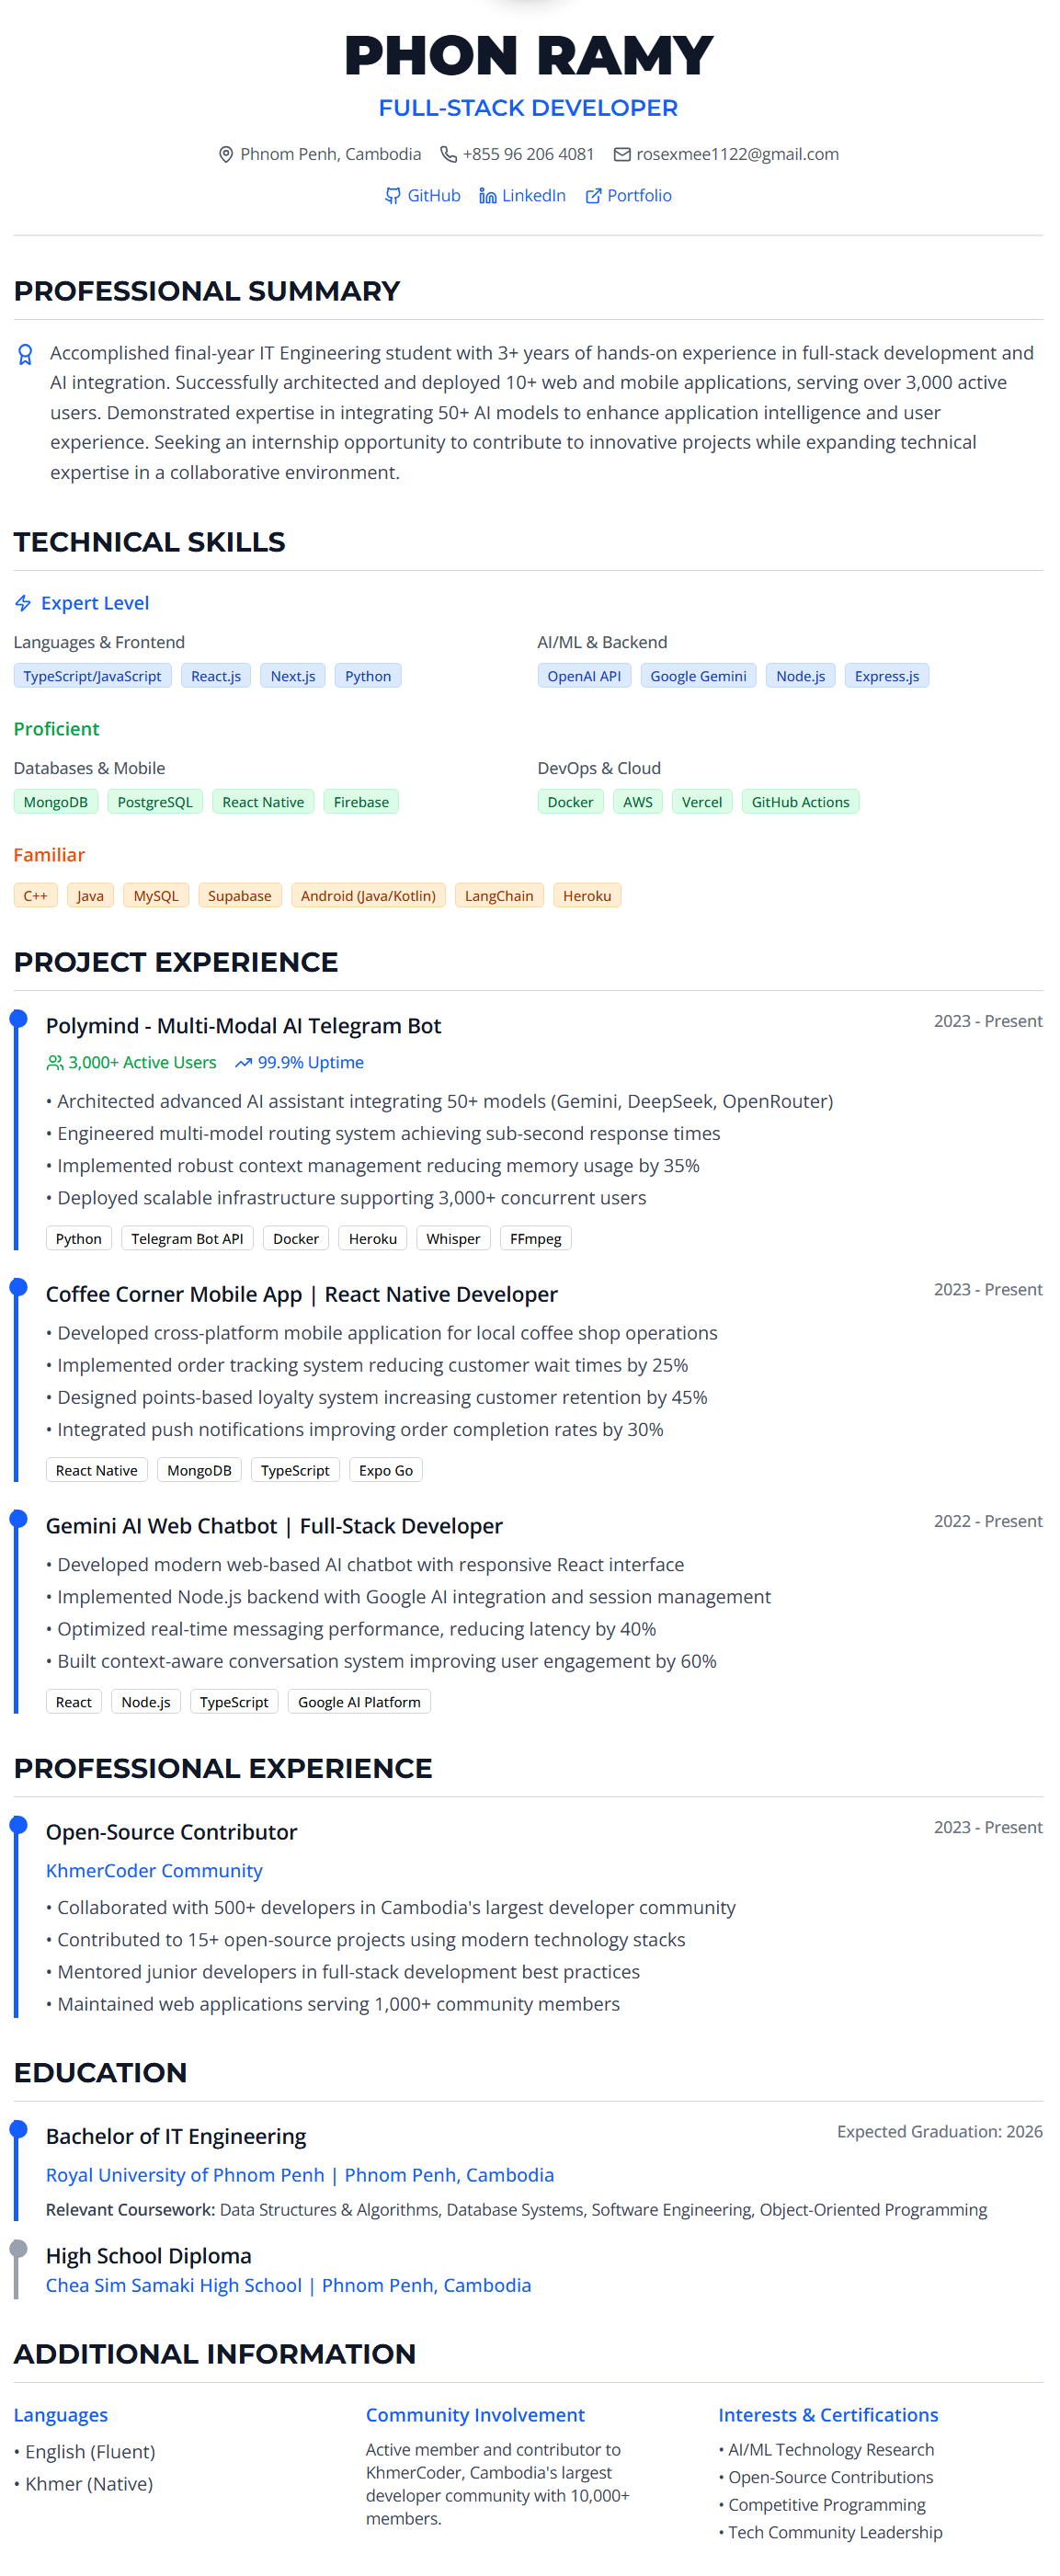 PHON RAMY
FULL-STACK DEVELOPER
Phnom Penh, Cambodia +855 96 206 4081 rosexmee1122@gmail.com
GitHub LinkedIn Portfolio
PROFESSIONAL SUMMARY
Accomplished final-year IT Engineering student with 3+ years of hands-on experience in full-stack development and
AI integration. Successfully architected and deployed 10+ web and mobile applications, serving over 3,000 active
users. Demonstrated expertise in integrating 50+ AI models to enhance application intelligence and user
experience. Seeking an internship opportunity to contribute to innovative projects while expanding technical
expertise in a collaborative environment.
TECHNICAL SKILLS
Expert Level
Languages & Frontend
TypeScript/JavaScript React.js Next.js Python
AI/ML & Backend
OpenAI API Google Gemini Node.js Express.js
Proficient
Databases & Mobile
MongoDB PostgreSQL React Native Firebase
DevOps & Cloud
Docker AWS Vercel GitHub Actions
Familiar
C++ Java MySQL Supabase Android (Java/Kotlin) LangChain Heroku
PROJECT EXPERIENCE
Polymind - Multi-Modal AI Telegram Bot 2023 - Present
3,000+ Active Users 99.9% Uptime
• Architected advanced AI assistant integrating 50+ models (Gemini, DeepSeek, OpenRouter)
• Engineered multi-model routing system achieving sub-second response times
• Implemented robust context management reducing memory usage by 35%
• Deployed scalable infrastructure supporting 3,000+ concurrent users
Python Telegram Bot API Docker Heroku Whisper FFmpeg
Coffee Corner Mobile App | React Native Developer 2023 - Present
• Developed cross-platform mobile application for local coffee shop operations
• Implemented order tracking system reducing customer wait times by 25%
• Designed points-based loyalty system increasing customer retention by 45%
• Integrated push notifications improving order completion rates by 30%
React Native MongoDB TypeScript Expo Go
Gemini AI Web Chatbot | Full-Stack Developer 2022 - Present
• Developed modern web-based AI chatbot with responsive React interface
• Implemented Node.js backend with Google AI integration and session management
• Optimized real-time messaging performance, reducing latency by 40%
• Built context-aware conversation system improving user engagement by 60%
React Node.js TypeScript Google AI Platform
PROFESSIONAL EXPERIENCE
Open-Source Contributor 2023 - Present
KhmerCoder Community
• Collaborated with 500+ developers in Cambodia's largest developer community
• Contributed to 15+ open-source projects using modern technology stacks
• Mentored junior developers in full-stack development best practices
• Maintained web applications serving 1,000+ community members
EDUCATION
Bachelor of IT Engineering Expected Graduation: 2026
Royal University of Phnom Penh | Phnom Penh, Cambodia
Relevant Coursework: Data Structures & Algorithms, Database Systems, Software Engineering, Object-Oriented Programming
High School Diploma
Chea Sim Samaki High School | Phnom Penh, Cambodia
ADDITIONAL INFORMATION
Languages
• English (Fluent)
• Khmer (Native)
Community Involvement
Active member and contributor to
KhmerCoder, Cambodia's largest
developer community with 10,000+
members.
Interests & Certifications
• AI/ML Technology Research
• Open-Source Contributions
• Competitive Programming
• Tech Community Leadership